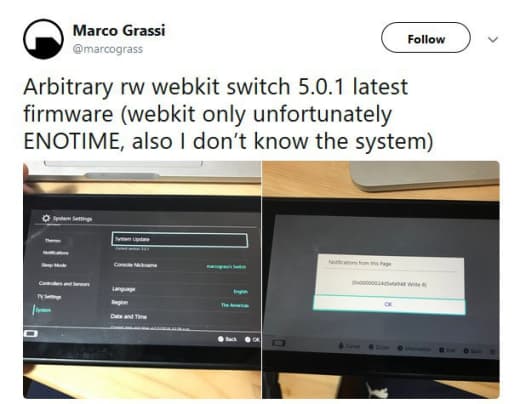 Marco Grassi
@marcograss
Follow
Arbitrary rw webkit switch 5.0.1 latest
firmware (webkit only unfortunately
ENOTIME, also I don't know the system)
System Settings
Themes
Notifications
Sleep Mode
Controllers and Sensors
TV Settings
System
System Update
Console Nickname
marcograss's Switch
Language
English
Region
The Americas
Date and Time
Back
OK
Notifications from this Page
OK